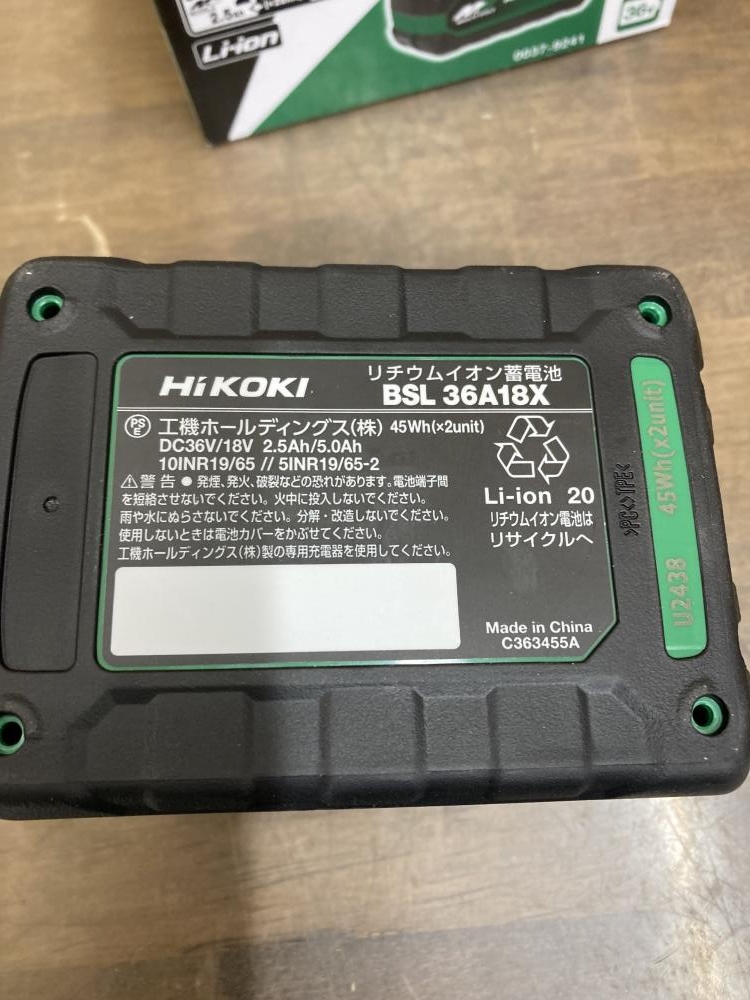 2.5
Li-ion
36V
0037-9241
HiKOKI
リチウムイオン蓄電池
BSL 36A18X
PSE 工機ホールディングス(株) 45Wh(×2unit)
DC36V/18V 2.5Ah/5.0Ah
10INR19/65 // 5INR19/65-2
⚠警告 ● 発煙、発火、破裂などの恐れがあります。電池端子間
を短絡させないでください。火中に投入しないでください。
雨や水にぬらさないでください。分解・改造しないでください。
使用しないときは電池カバーをかぶせてください。
工機ホールディングス(株)製の専用充電器を使用してください。
Li-ion 20
リチウムイオン電池は
リサイクルへ
Made in China
C363455A
>PC<>TPE<
45Wh(x2unit)
U2438